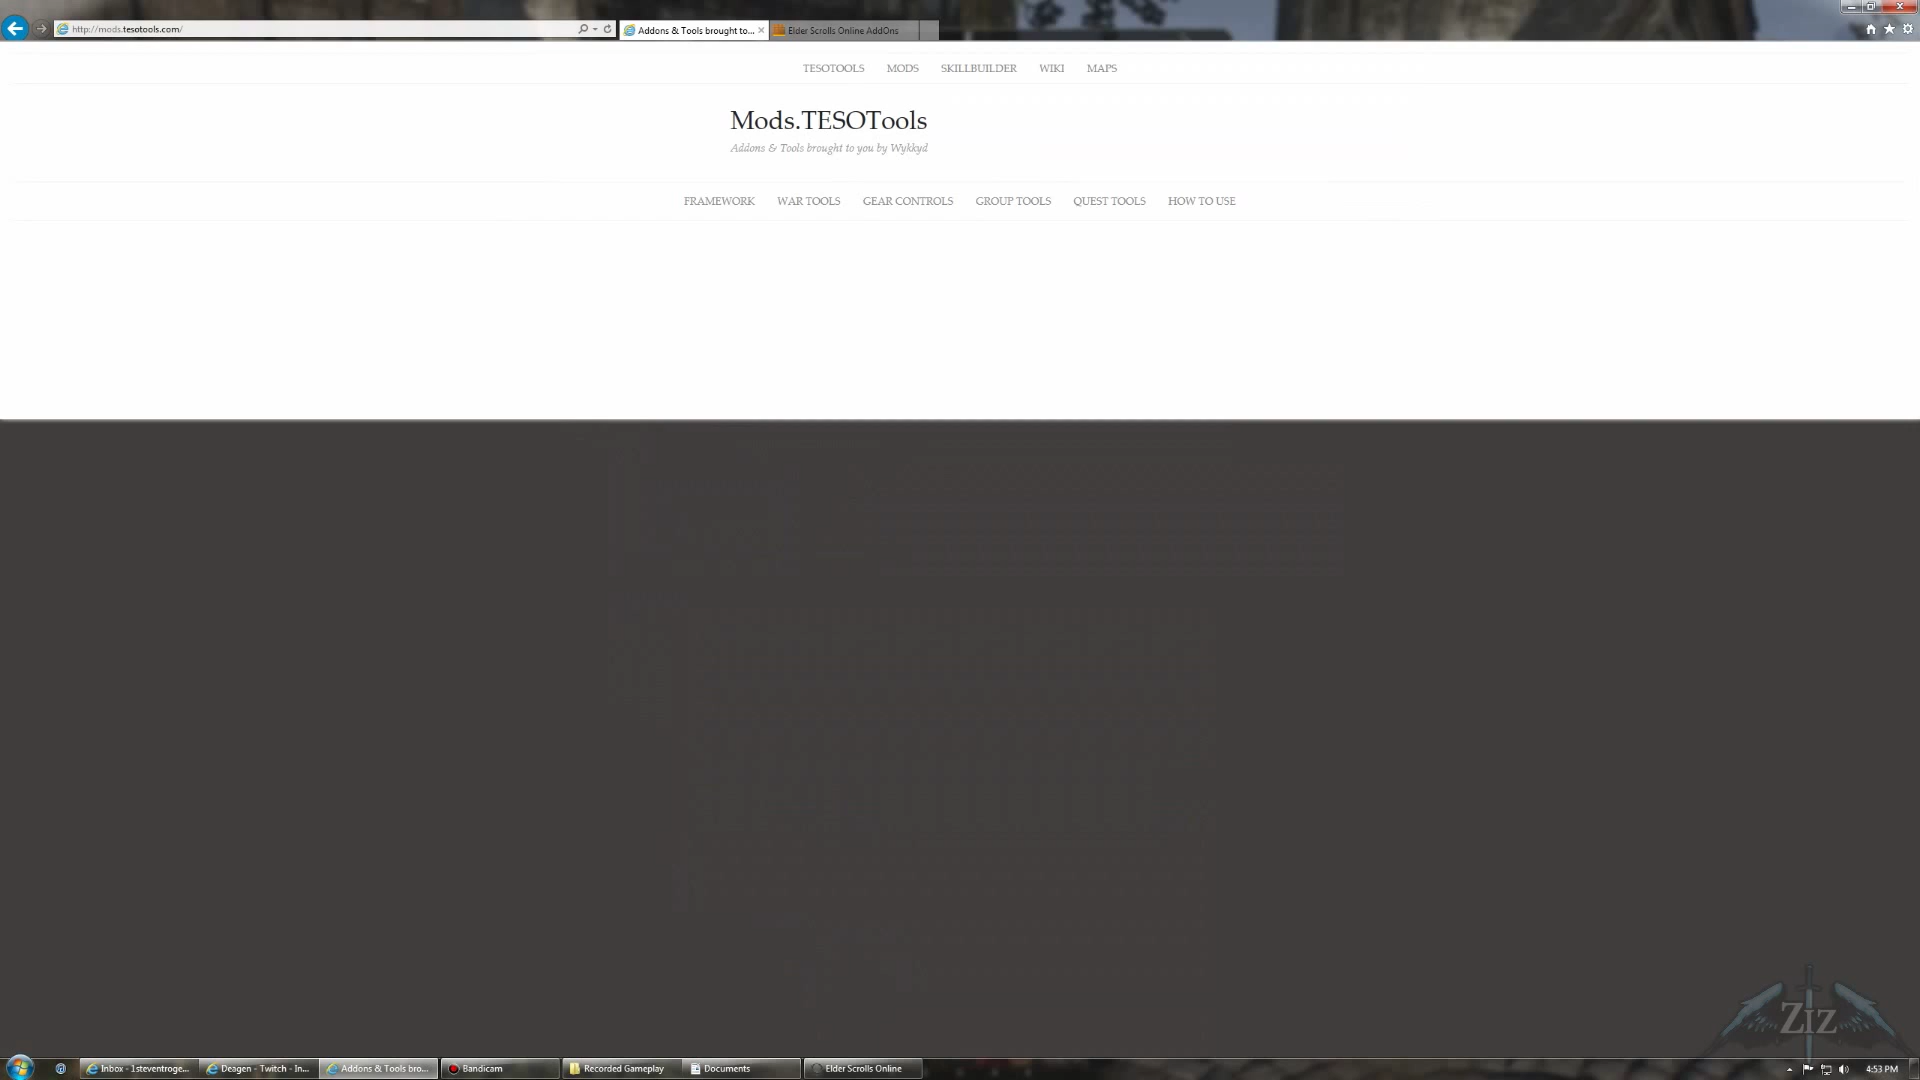 http://mods.tesotools.com/
Addons & Tools brought to...
Elder Scrolls Online AddOns
TESOTOOLS MODS SKILLBUILDER WIKI MAPS
Mods.TESOTools
Addons & Tools brought to you by Wykkyd
FRAMEWORK WAR TOOLS GEAR CONTROLS GROUP TOOLS QUEST TOOLS HOW TO USE
ZIZ
Inbox - 1steventroge...
Deagen - Twitch - In...
Addons & Tools bro...
Bandicam
Recorded Gameplay
Documents
Elder Scrolls Online
4:53 PM